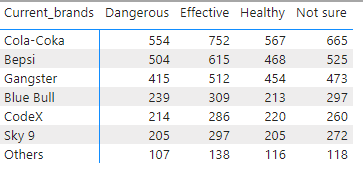 Current_brands Dangerous Effective Healthy Not sure
Cola-Coka 554 752 567 665
Bepsi 504 615 468 525
Gangster 415 512 454 473
Blue Bull 239 309 213 297
CodeX 214 286 220 260
Sky 9 205 297 205 272
Others 107 138 116 118